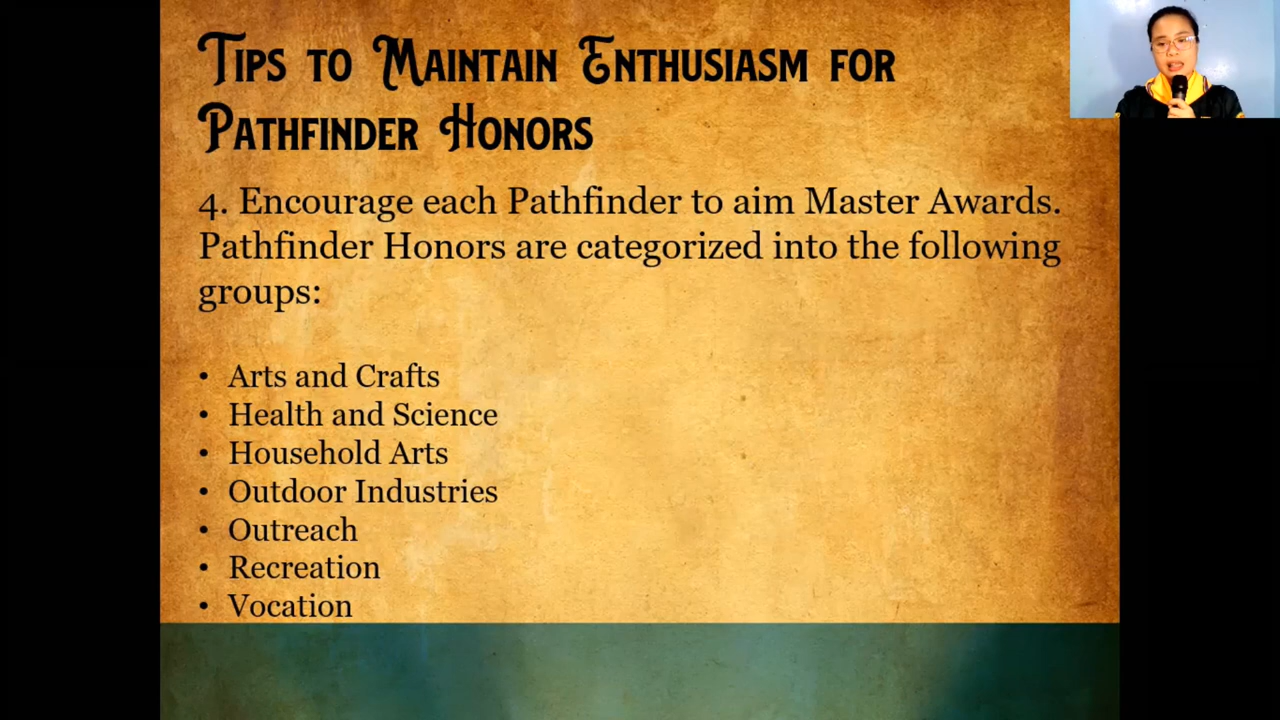 Tips to Maintain Enthusiasm for
Pathfinder Honors
4. Encourage each Pathfinder to aim Master Awards.
Pathfinder Honors are categorized into the following
groups:
• Arts and Crafts
• Health and Science
• Household Arts
• Outdoor Industries
• Outreach
• Recreation
• Vocation